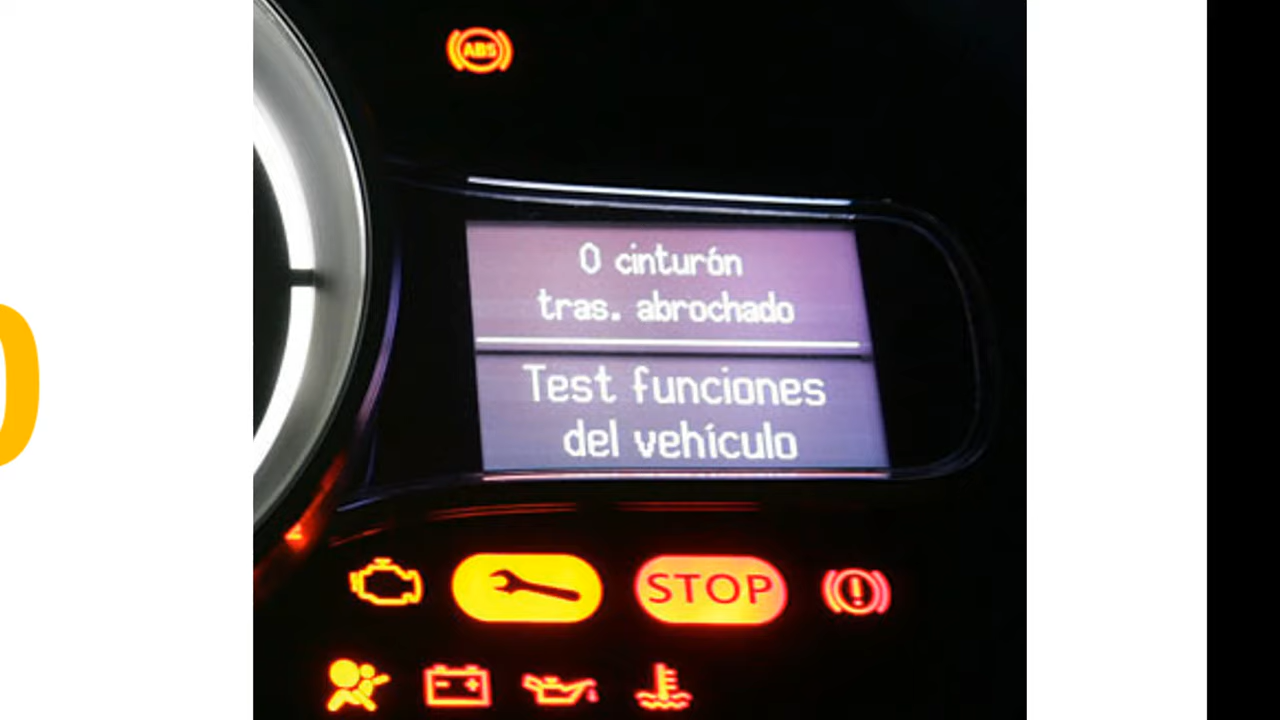 ABS
0 cinturón
tras. abrochado
Test funciones
del vehículo
STOP